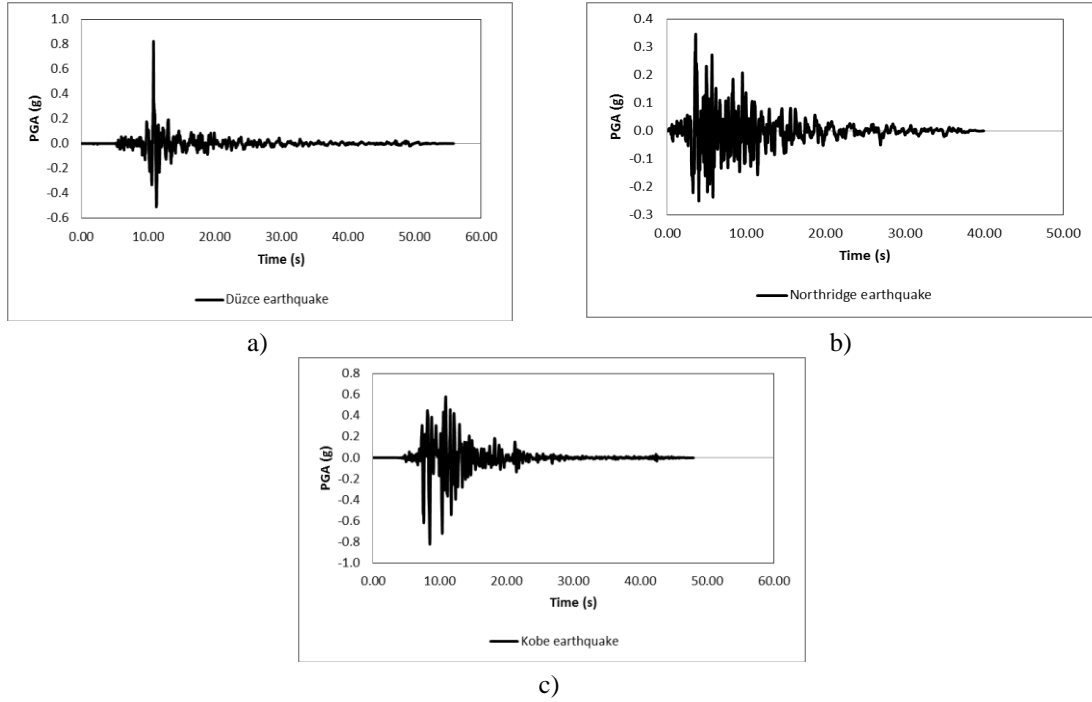 1.0
0.8
0.6
0.4
0.2
0.0
-0.2
-0.4
-0.6
PGA (g)
0.00 10.00 20.00 30.00 40.00 50.00 60.00
Time (s)
Düzce earthquake
a)
0.4
0.3
0.2
0.1
0.0
-0.1
-0.2
-0.3
PGA (g)
0.00 10.00 20.00 30.00 40.00 50.00
Time (s)
Northridge earthquake
b)
0.8
0.6
0.4
0.2
0.0
-0.2
-0.4
-0.6
-0.8
-1.0
PGA (g)
0.00 10.00 20.00 30.00 40.00 50.00 60.00
Time (s)
Kobe earthquake
c)